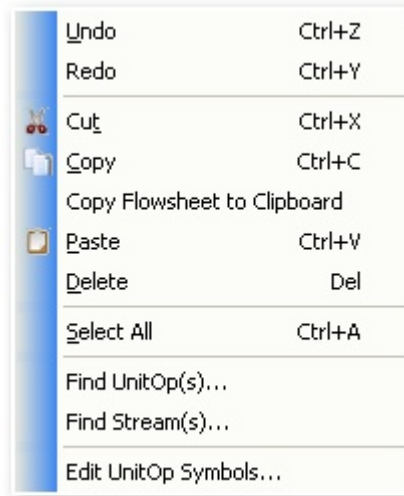 Undo Ctrl+Z
Redo Ctrl+Y
Cut Ctrl+X
Copy Ctrl+C
Copy Flowsheet to Clipboard
Paste Ctrl+V
Delete Del
Select All Ctrl+A
Find UnitOp(s)...
Find Stream(s)...
Edit UnitOp Symbols...